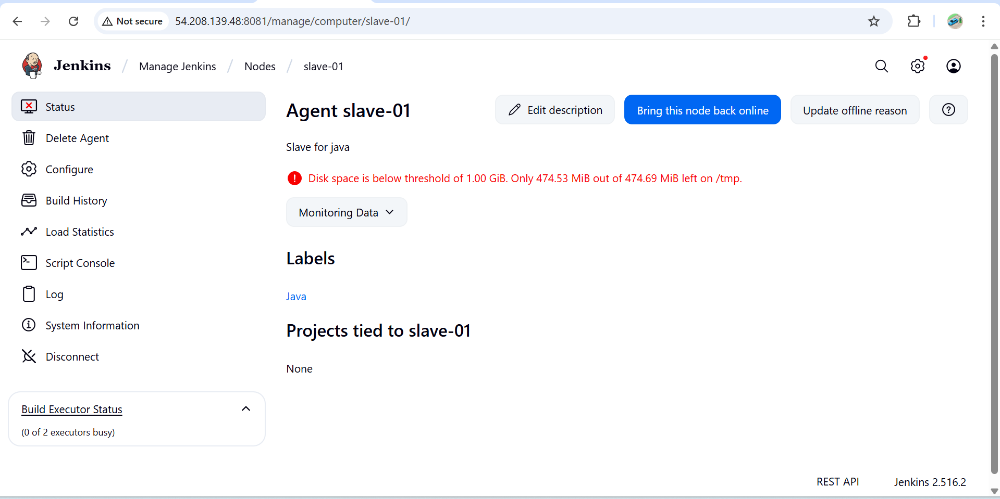 Not secure 54.208.139.48:8081/manage/computer/slave-01/
Jenkins / Manage Jenkins / Nodes / slave-01
Status
Delete Agent
Configure
Build History
Load Statistics
Script Console
Log
System Information
Disconnect
Build Executor Status
(0 of 2 executors busy)
Agent slave-01
Edit description
Bring this node back online
Update offline reason
Slave for java
Disk space is below threshold of 1.00 GiB. Only 474.53 MiB out of 474.69 MiB left on /tmp.
Monitoring Data
Labels
Java
Projects tied to slave-01
None
REST API
Jenkins 2.516.2